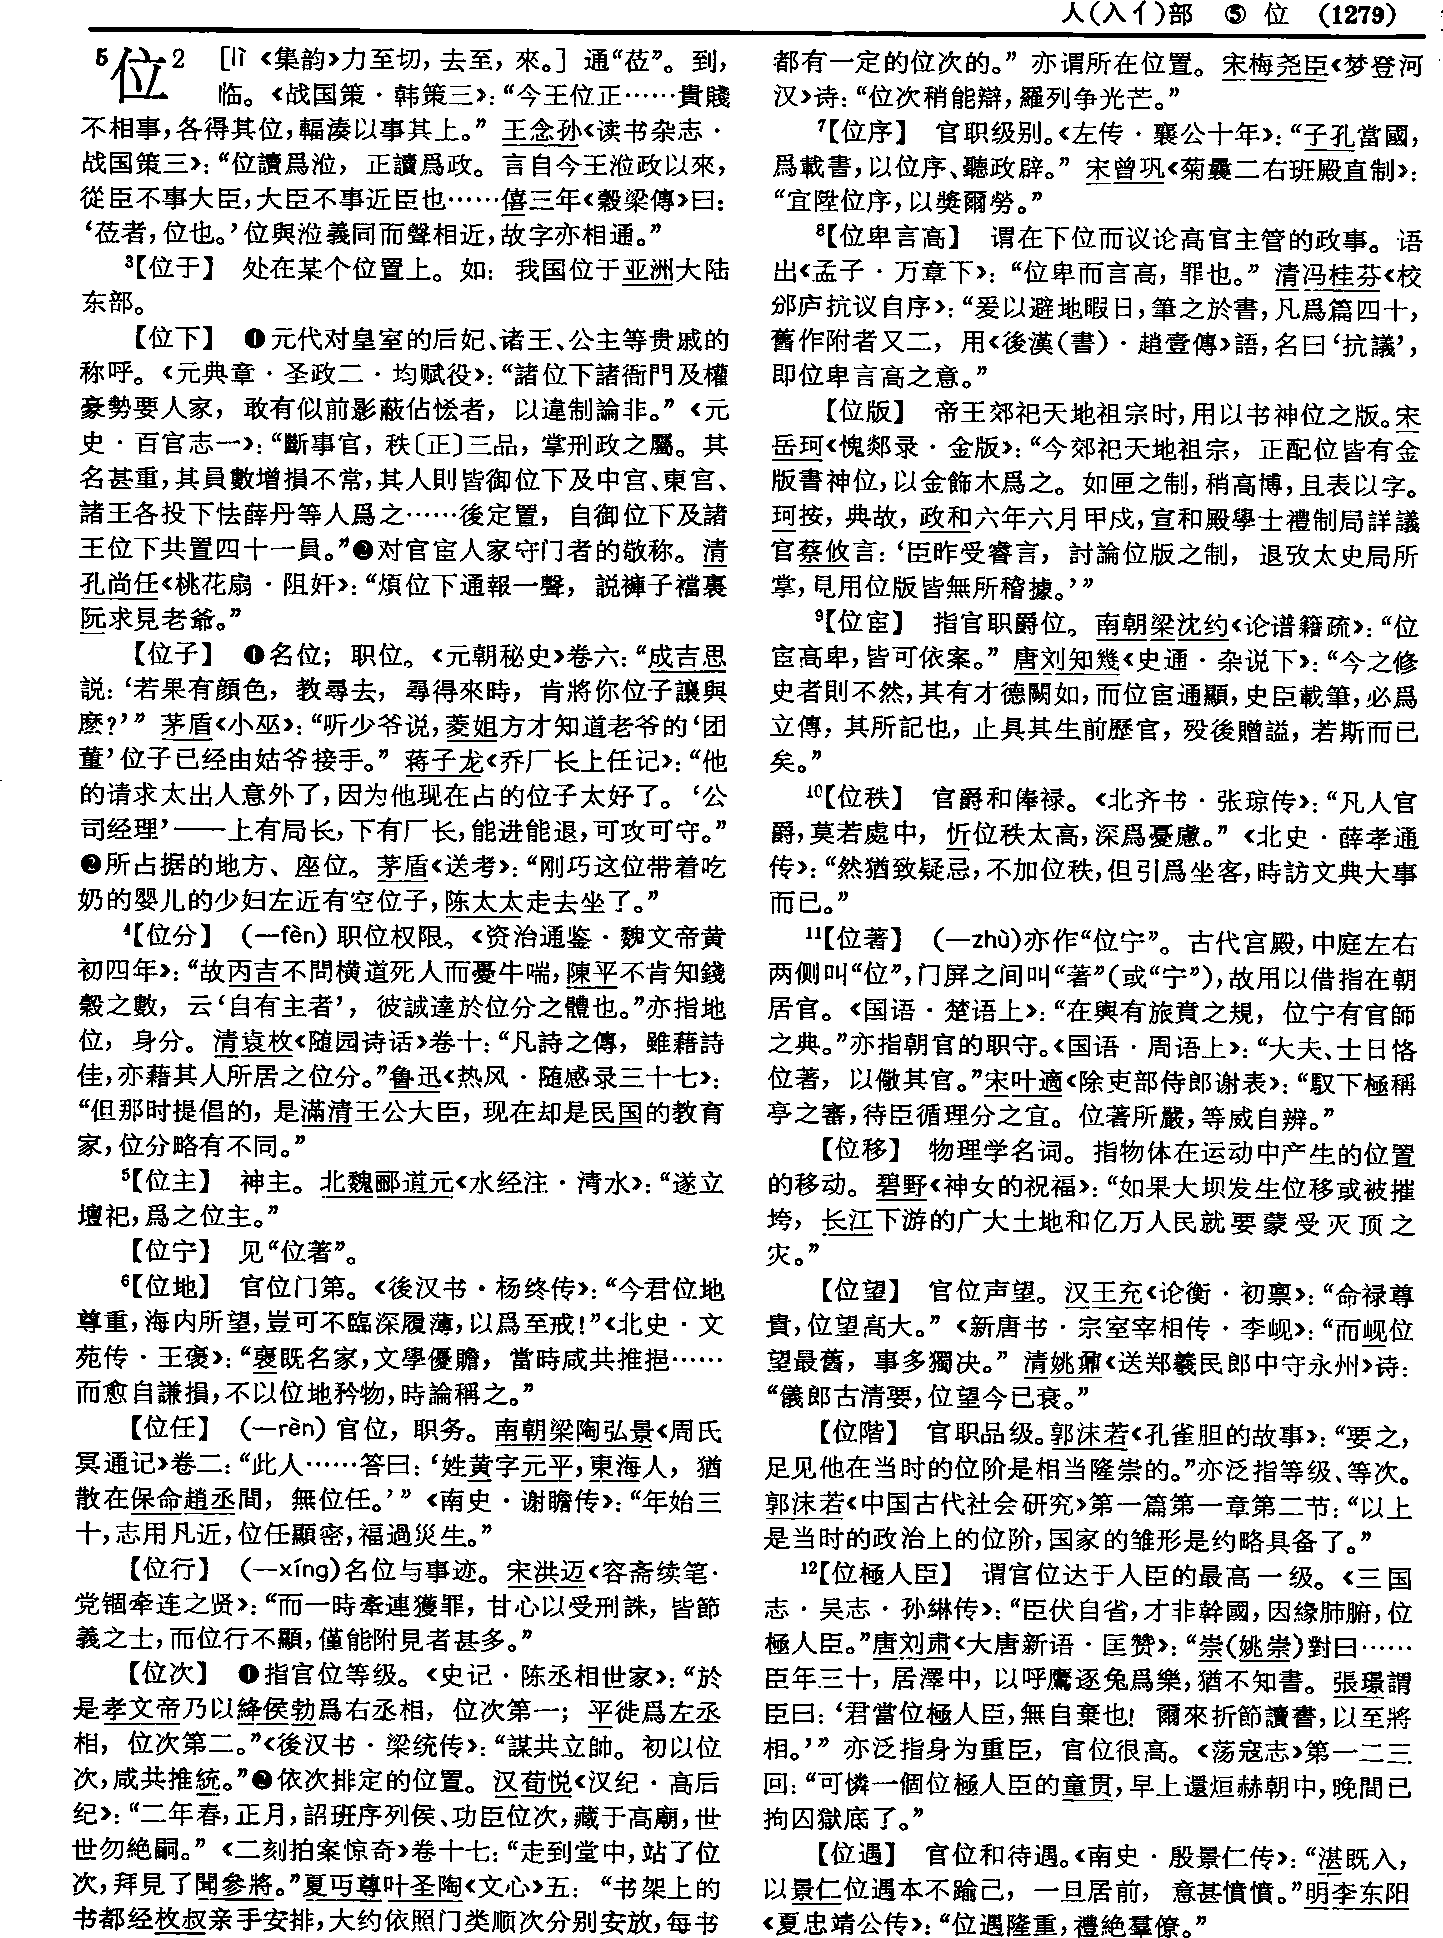 人(入亻)部 ⑤ 位 (1279)
⁵位² [lì《集韵》力至切，去至，來。] 通“莅”。到，
临。《战国策·韩策三》：“今王位正……貴賤
不相事，各得其位，輻湊以事其上。” 王念孙《读书杂志·
战国策三》：“位讀爲涖，正讀爲政。言自今王涖政以來，
從臣不事大臣，大臣不事近臣也……僖三年《穀梁傳》曰：
‘莅者，位也。’位與涖義同而聲相近，故字亦相通。”
³【位于】 处在某个位置上。如：我国位于亚洲大陆
东部。
【位下】 ❶元代对皇室的后妃、诸王、公主等贵戚的
称呼。《元典章·圣政二·均赋役》：“諸位下諸衙門及權
豪勢要人家，敢有似前影蔽佔恡者，以違制論非。”《元
史·百官志一》：“斷事官，秩〔正〕三品，掌刑政之屬。其
名甚重，其員數增損不常，其人則皆御位下及中宫、東宫、
諸王各投下怯薛丹等人爲之……後定置，自御位下及諸
王位下共置四十一員。”❷对官宦人家守门者的敬称。清
孔尚任《桃花扇·阻奸》：“煩位下通報一聲，説褲子襠裏
阮求見老爺。”
【位子】 ❶名位；职位。《元朝秘史》卷六：“成吉思
説：‘若果有顔色，教尋去，尋得來時，肯將你位子讓與
麽？’” 茅盾《小巫》：“听少爷说，菱姐方才知道老爷的‘团
董’位子已经由姑爷接手。” 蒋子龙《乔厂长上任记》：“他
的请求太出人意外了，因为他现在占的位子太好了。‘公
司经理’——上有局长，下有厂长，能进能退，可攻可守。”
❷所占据的地方、座位。茅盾《送考》：“刚巧这位带着吃
奶的婴儿的少妇左近有空位子，陈太太走去坐了。”
⁴【位分】 (—fèn) 职位权限。《资治通鉴·魏文帝黄
初四年》：“故丙吉不問横道死人而憂牛喘，陳平不肯知錢
穀之數，云‘自有主者’，彼誠達於位分之體也。”亦指地
位，身分。清袁枚《随园诗话》卷十：“凡詩之傳，雖藉詩
佳，亦藉其人所居之位分。”鲁迅《热风·随感录三十七》：
“但那时提倡的，是滿清王公大臣，现在却是民国的教育
家，位分略有不同。”
⁵【位主】 神主。北魏郦道元《水经注·清水》：“遂立
壇祀，爲之位主。”
【位宁】 见“位著”。
⁶【位地】 官位门第。《後汉书·杨终传》：“今君位地
尊重，海内所望，豈可不臨深履薄，以爲至戒！”《北史·文
苑传·王褒》：“褒既名家，文學優贍，當時咸共推挹……
而愈自謙損，不以位地矜物，時論稱之。”
【位任】 (—rèn) 官位，职务。南朝梁陶弘景《周氏
冥通记》卷二：“此人……答曰：‘姓黄字元平，東海人，猶
散在保命趙丞間，無位任。’” 《南史·谢瞻传》：“年始三
十，志用凡近，位任顯密，福過災生。”
【位行】 (—xíng)名位与事迹。宋洪迈《容斋续笔·
党锢牵连之贤》：“而一時牽連獲罪，甘心以受刑誅，皆節
義之士，而位行不顯，僅能附見者甚多。”
【位次】 ❶指官位等级。《史记·陈丞相世家》：“於
是孝文帝乃以絳侯勃爲右丞相，位次第一；平徙爲左丞
相，位次第二。”《後汉书·梁统传》：“謀共立帥。初以位
次，咸共推統。”❷依次排定的位置。汉荀悦《汉纪·高后
纪》：“二年春，正月，詔班序列侯、功臣位次，藏于高廟，世
世勿絶嗣。” 《二刻拍案惊奇》卷十七：“走到堂中，站了位
次，拜見了聞參將。”夏丏尊叶圣陶《文心》五：“书架上的
书都经枚叔亲手安排，大约依照门类顺次分别安放，每书
都有一定的位次的。” 亦谓所在位置。宋梅尧臣《梦登河
汉》诗：“位次稍能辯，羅列争光芒。”
⁷【位序】 官职级别。《左传·襄公十年》：“子孔當國，
爲載書，以位序、聽政辟。” 宋曾巩《菊曩二右班殿直制》：
“宜陞位序，以獎爾勞。”
⁸【位卑言高】 谓在下位而议论高官主管的政事。语
出《孟子·万章下》：“位卑而言高，罪也。” 清冯桂芬《校
邠庐抗议自序》：“爰以避地暇日，筆之於書，凡爲篇四十，
舊作附者又二，用《後漢(書)·趙壹傳》語，名曰‘抗議’，
即位卑言高之意。”
【位版】 帝王郊祀天地祖宗时，用以书神位之版。宋
岳珂《愧郯录·金版》：“今郊祀天地祖宗，正配位皆有金
版書神位，以金飾木爲之。如匣之制，稍高博，且表以字。
珂按，典故，政和六年六月甲戌，宣和殿學士禮制局詳議
官蔡攸言：‘臣昨受睿言，討論位版之制，退攷太史局所
掌，見用位版皆無所稽據。’”
⁹【位宦】 指官职爵位。南朝梁沈约《论谱籍疏》：“位
宦高卑，皆可依案。” 唐刘知幾《史通·杂说下》：“今之修
史者則不然，其有才德闕如，而位宦通顯，史臣載筆，必爲
立傳，其所記也，止具其生前歷官，殁後贈謚，若斯而已
矣。”
¹⁰【位秩】 官爵和俸禄。《北齐书·张琼传》：“凡人官
爵，莫若處中，忻位秩太高，深爲憂慮。” 《北史·薛孝通
传》：“然猶致疑忌，不加位秩，但引爲坐客，時訪文典大事
而已。”
¹¹【位著】 (—zhù)亦作“位宁”。古代宫殿，中庭左右
两侧叫“位”，门屏之间叫“著”(或“宁”)，故用以借指在朝
居官。《国语·楚语上》：“在輿有旅賁之規，位宁有官師
之典。”亦指朝官的职守。《国语·周语上》：“大夫、士日恪
位著，以儆其官。”宋叶適《除吏部侍郎谢表》：“馭下極稱
亭之審，待臣循理分之宜。位著所嚴，等威自辨。”
【位移】 物理学名词。指物体在运动中产生的位置
的移动。碧野《神女的祝福》：“如果大坝发生位移或被摧
垮，长江下游的广大土地和亿万人民就要蒙受灭顶之
灾。”
【位望】 官位声望。汉王充《论衡·初禀》：“命禄尊
貴，位望高大。” 《新唐书·宗室宰相传·李岘》：“而岘位
望最舊，事多獨决。” 清姚鼐《送郑羲民郎中守永州》诗：
“儀郎古清要，位望今已衰。”
【位階】 官职品级。郭沫若《孔雀胆的故事》：“要之，
足见他在当时的位阶是相当隆崇的。”亦泛指等级、等次。
郭沫若《中国古代社会研究》第一篇第一章第二节：“以上
是当时的政治上的位阶，国家的雏形是约略具备了。”
¹²【位極人臣】 谓官位达于人臣的最高一级。《三国
志·吴志·孙綝传》：“臣伏自省，才非幹國，因緣肺腑，位
極人臣。”唐刘肃《大唐新语·匡赞》：“崇(姚崇)對曰……
臣年三十，居澤中，以呼鷹逐兔爲樂，猶不知書。張璟謂
臣曰：‘君當位極人臣，無自棄也！爾來折節讀書，以至將
相。’” 亦泛指身为重臣，官位很高。《荡寇志》第一二三
回：“可憐一個位極人臣的童贯，早上還烜赫朝中，晚間已
拘囚獄底了。”
【位遇】 官位和待遇。《南史·殷景仁传》：“湛既入，
以景仁位遇本不踰己，一旦居前，意甚憤憤。”明李东阳
《夏忠靖公传》：“位遇隆重，禮絶羣僚。”